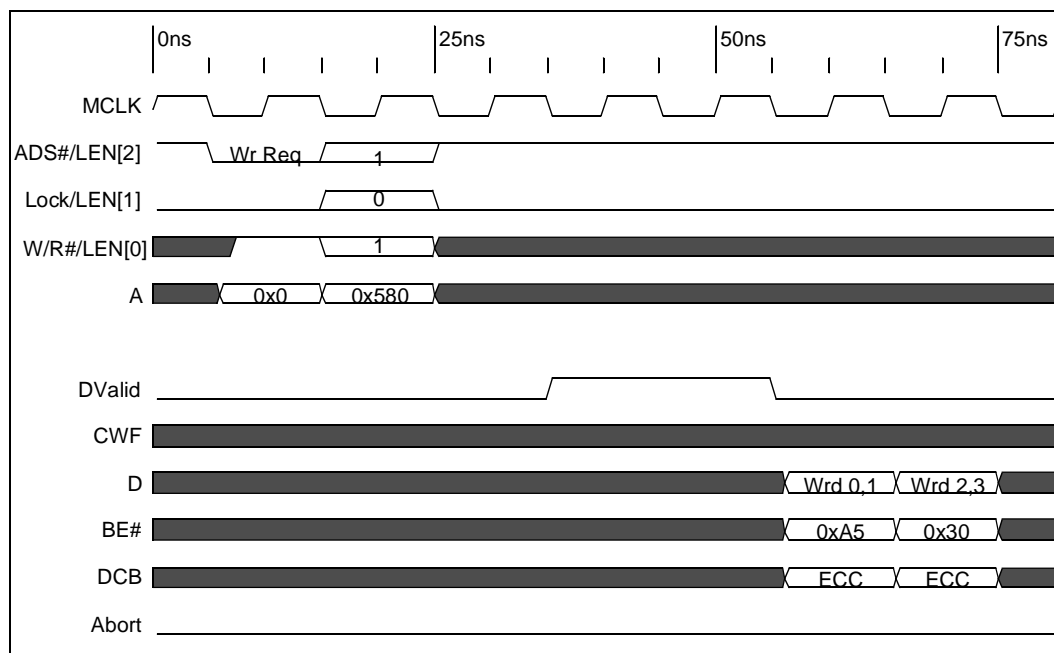 0ns 25ns 50ns 75ns
MCLK
ADS#/LEN[2] Wr Req 1
Lock/LEN[1] 0
W/R#/LEN[0] 1
A 0x0 0x580
DValid
CWF
D Wrd 0,1 Wrd 2,3
BE# 0xA5 0x30
DCB ECC ECC
Abort